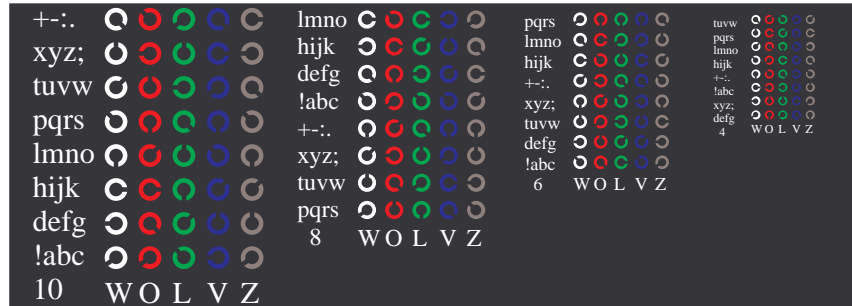 +-:.
xyz;
tuvw
pqrs
lmno
hijk
defg
!abc
10 W O L V Z
lmno
hijk
defg
!abc
+-:.
xyz;
tuvw
pqrs
8 W O L V Z
pqrs
lmno
hijk
+-:.
xyz;
tuvw
defg
!abc
6 W O L V Z
tuvw
pqrs
lmno
hijk
+-:.
!abc
xyz;
defg
4 W O L V Z